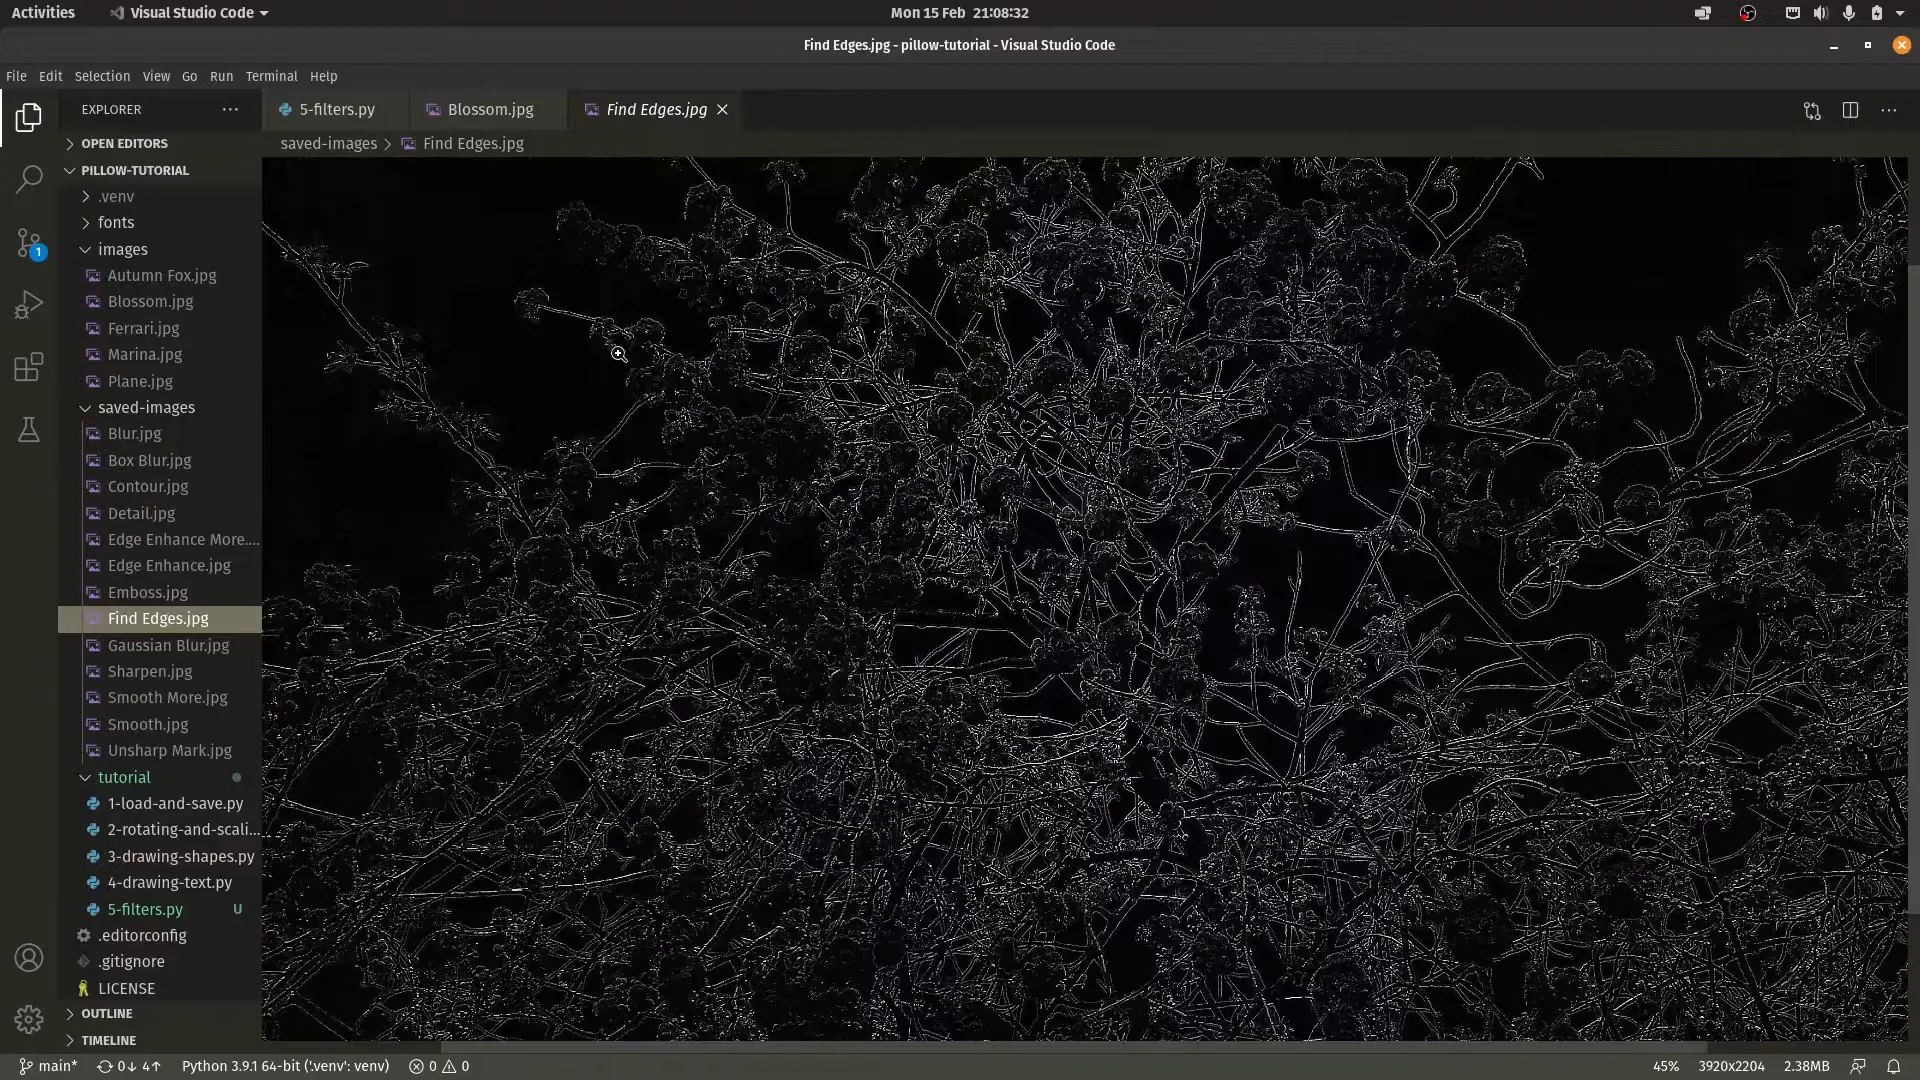 Activities
Visual Studio Code
Mon 15 Feb 21:08:32
Find Edges.jpg - pillow-tutorial - Visual Studio Code
File Edit Selection View Go Run Terminal Help
EXPLORER
5-filters.py
Blossom.jpg
Find Edges.jpg
saved-images > Find Edges.jpg
OPEN EDITORS
PILLOW-TUTORIAL
.venv
fonts
images
Autumn Fox.jpg
Blossom.jpg
Ferrari.jpg
Marina.jpg
Plane.jpg
saved-images
Blur.jpg
Box Blur.jpg
Contour.jpg
Detail.jpg
Edge Enhance More....
Edge Enhance.jpg
Emboss.jpg
Find Edges.jpg
Gaussian Blur.jpg
Sharpen.jpg
Smooth More.jpg
Smooth.jpg
Unsharp Mark.jpg
tutorial
1-load-and-save.py
2-rotating-and-scali...
3-drawing-shapes.py
4-drawing-text.py
5-filters.py U
.editorconfig
.gitignore
LICENSE
OUTLINE
TIMELINE
1
main* 0↓ 4↑ Python 3.9.1 64-bit ('.venv': venv) 0 0 45% 3920x2204 2.38MB